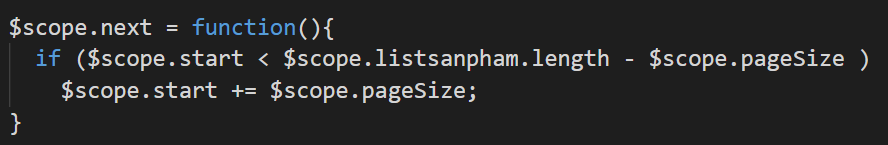 $scope.next = function(){
if ($scope.start < $scope.listsanpham.length - $scope.pageSize )
$scope.start += $scope.pageSize;
}